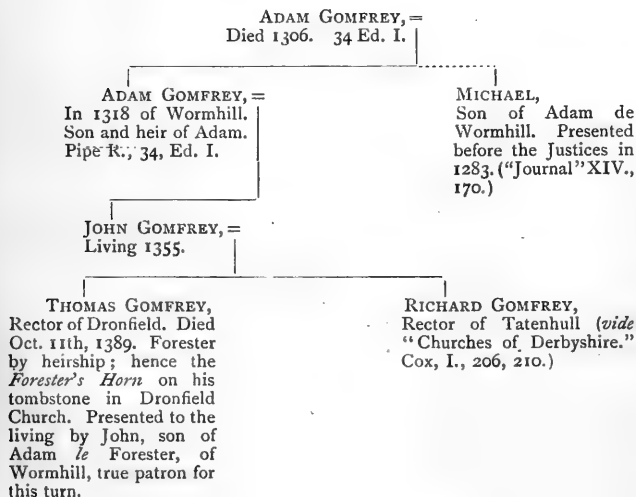 ADAM GOMFREY, =
Died 1306. 34 Ed. I.
ADAM GOMFREY, =
In 1318 of Wormhill.
Son and heir of Adam.
Pipe R., 34, Ed. I.
MICHAEL,
Son of Adam de
Wormhill. Presented
before the Justices in
1283. ("Journal" XIV.,
170.)
JOHN GOMFREY, =
Living 1355.
THOMAS GOMFREY,
Rector of Dronfield. Died
Oct. 11th, 1389. Forester
by heirship; hence the
Forester's Horn on his
tombstone in Dronfield
Church. Presented to the
living by John, son of
Adam le Forester, of
Wormhill, true patron for
this turn.
RICHARD GOMFREY,
Rector of Tatenhull (vide
"Churches of Derbyshire."
Cox, I., 206, 210.)